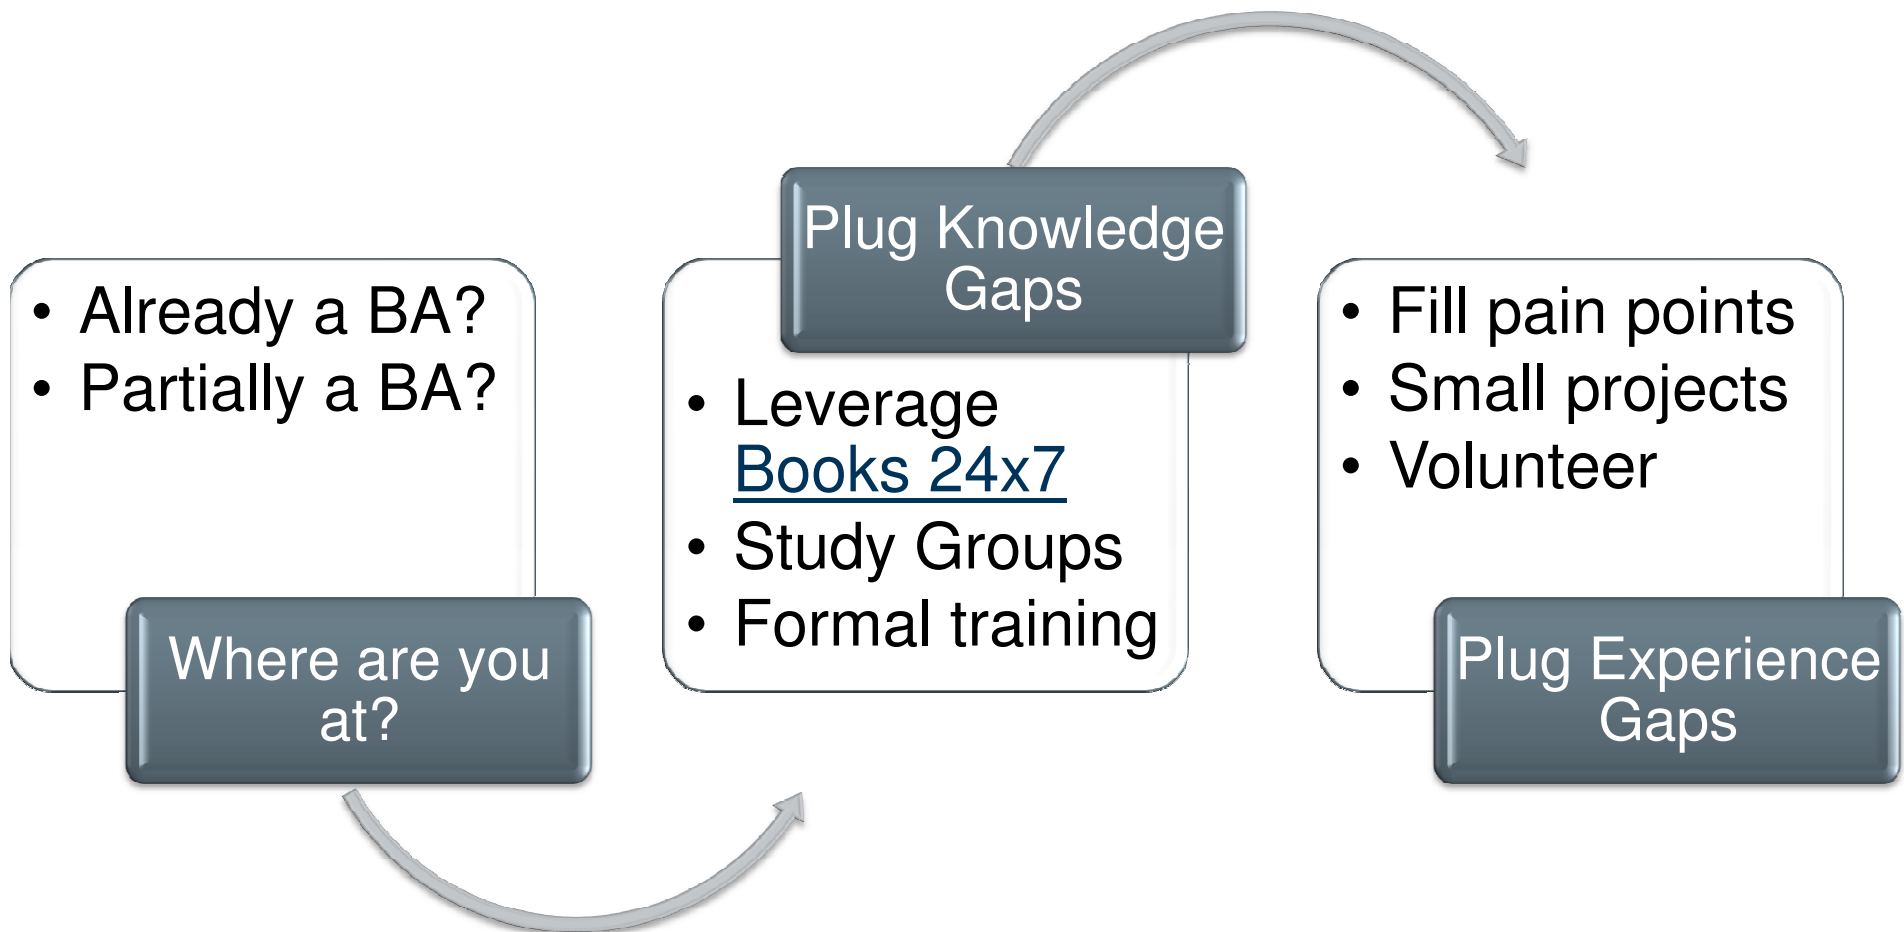 • Already a BA?
• Partially a BA?
Where are you
at?
Plug Knowledge
Gaps
• Leverage
Books 24x7
• Study Groups
• Formal training
• Fill pain points
• Small projects
• Volunteer
Plug Experience
Gaps